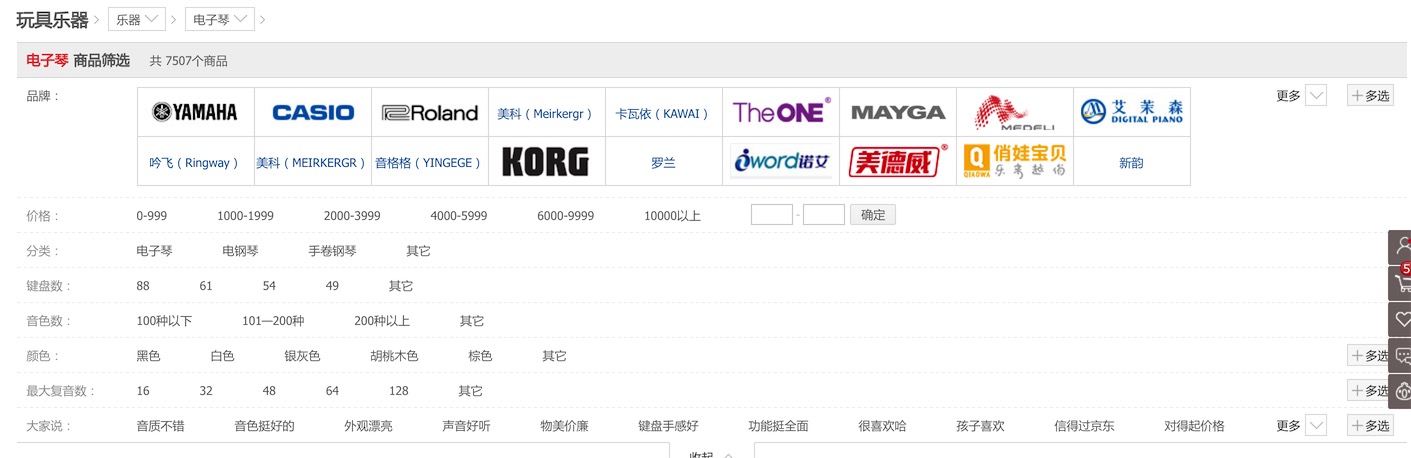 玩具乐器 > 乐器 > 电子琴 >
电子琴 商品筛选 共 7507个商品
品牌： YAMAHA CASIO Roland 美科（Meirkergr） 卡瓦依（KAWAI） TheONE® MAYGA MEDELI 艾茉森 DIGITAL PIANO 更多 +多选
吟飞（Ringway） 美科（MEIRKERGR） 音格格（YINGEGE） KORG 罗兰 iword诺艾 美德威® Q QIAOWA 俏娃宝贝 乐来越俏 新韵
价格： 0-999 1000-1999 2000-3999 4000-5999 6000-9999 10000以上 - 确定
分类： 电子琴 电钢琴 手卷钢琴 其它
键盘数： 88 61 54 49 其它
5
音色数： 100种以下 101—200种 200种以上 其它
颜色： 黑色 白色 银灰色 胡桃木色 棕色 其它 +多选
最大复音数： 16 32 48 64 128 其它 +多选
大家说： 音质不错 音色挺好的 外观漂亮 声音好听 物美价廉 键盘手感好 功能挺全面 很喜欢哈 孩子喜欢 信得过京东 对得起价格 更多 +多选
收起